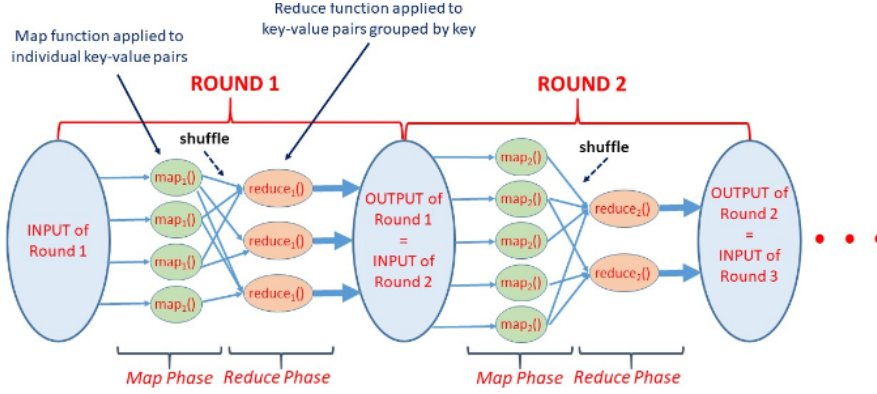 Reduce function applied to
key-value pairs grouped by key
Map function applied to
individual key-value pairs
ROUND 1
ROUND 2
shuffle
shuffle
map₁()
map₁()
map₁()
map₁()
reduce₁()
reduce₁()
reduce₁()
map₂()
map₂()
map₂()
map₂()
map₂()
reduce₂()
reduce₂()
INPUT of
Round 1
OUTPUT of
Round 1
=
INPUT of
Round 2
OUTPUT of
Round 2
=
INPUT of
Round 3
• • •
Map Phase
Reduce Phase
Map Phase
Reduce Phase